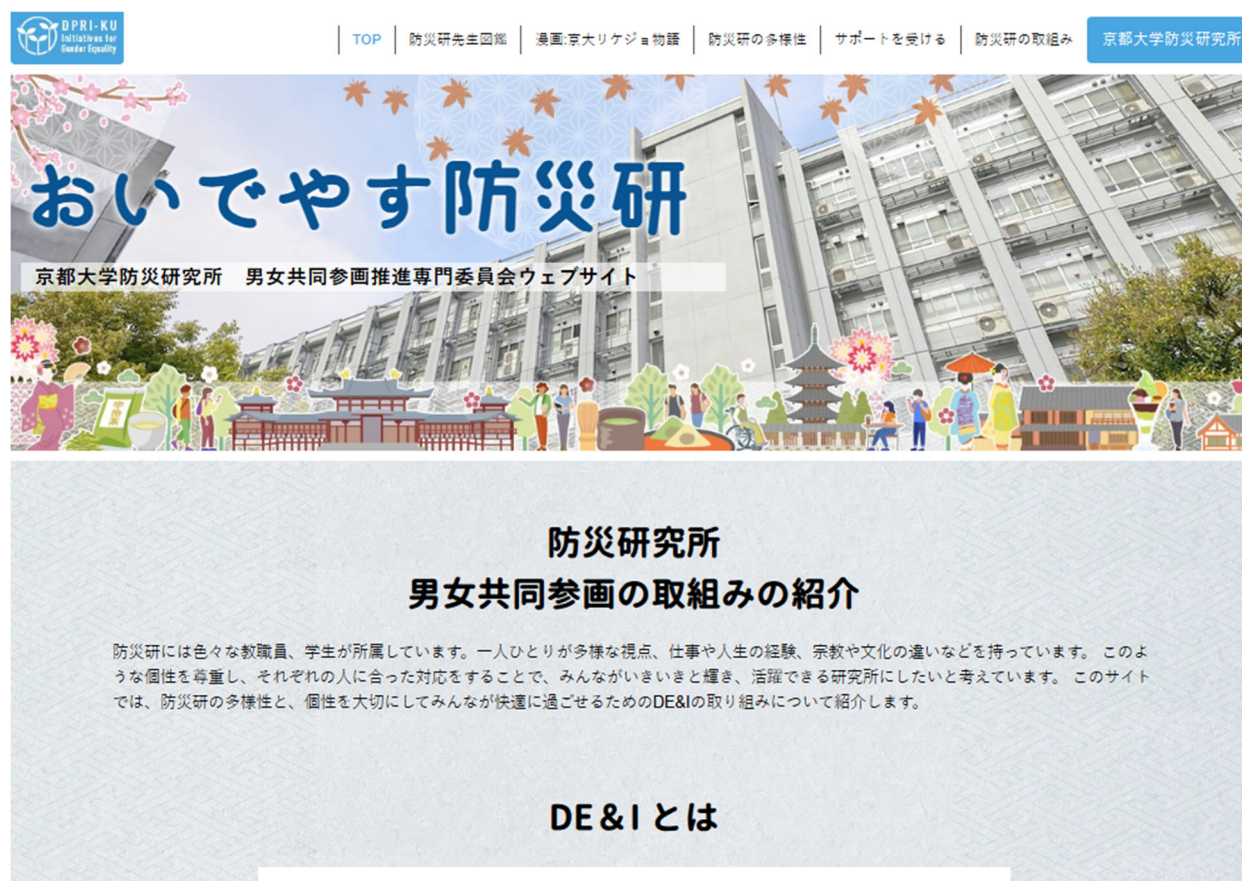 DPRI-KU
Initiatives for
Gender Equality
TOP
防災研先生図鑑
漫画:京大リケジョ物語
防災研の多様性
サポートを受ける
防災研の取組み
京都大学防災研究所
おいでやす防災研
京都大学防災研究所　男女共同参画推進専門委員会ウェブサイト
防災研究所
男女共同参画の取組みの紹介
防災研には色々な教職員、学生が所属しています。一人ひとりが多様な視点、仕事や人生の経験、宗教や文化の違いなどを持っています。 このよ
うな個性を尊重し、それぞれの人に合った対応をすることで、みんながいきいきと輝き、活躍できる研究所にしたいと考えています。 このサイト
では、防災研の多様性と、個性を大切にしてみんなが快適に過ごせるためのDE&Iの取り組みについて紹介します。
DE&Iとは